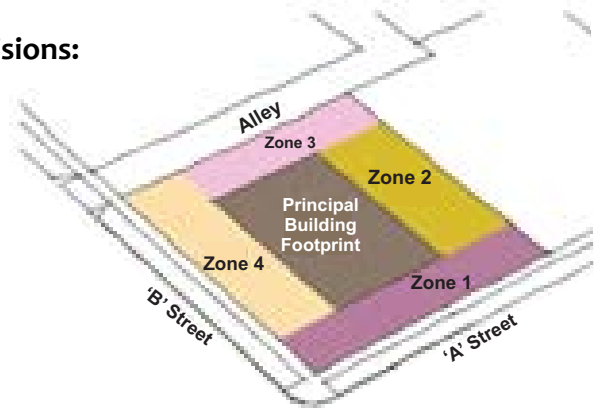 sions:
Alley
Zone 3
Zone 2
Principal
Building
Footprint
Zone 4
Zone 1
'B' Street
'A' Street